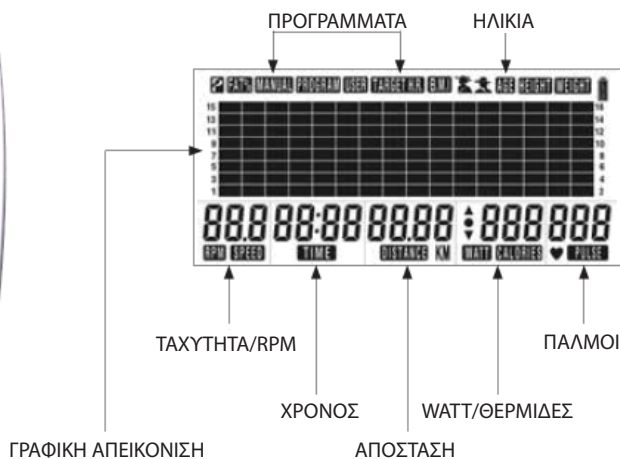 ΠΡΟΓΡΑΜΜΑΤΑ ΗΛΙΚΙΑ
FAT% MANUAL PROGRAM USER TARGET H.R. B.M.I AGE HEIGHT WEIGHT
15 16
13 14
11 12
9 10
7 8
5 6
3 4
1 2
88.8 88:88 88.88 888 888
RPM SPEED TIME DISTANCE KM WATT CALORIES PULSE
ΤΑΧΥΤΗΤΑ/RPM ΠΑΛΜΟΙ
ΧΡΟΝΟΣ WATT/ΘΕΡΜΙΔΕΣ
ΓΡΑΦΙΚΗ ΑΠΕΙΚΟΝΙΣΗ ΑΠΟΣΤΑΣΗ